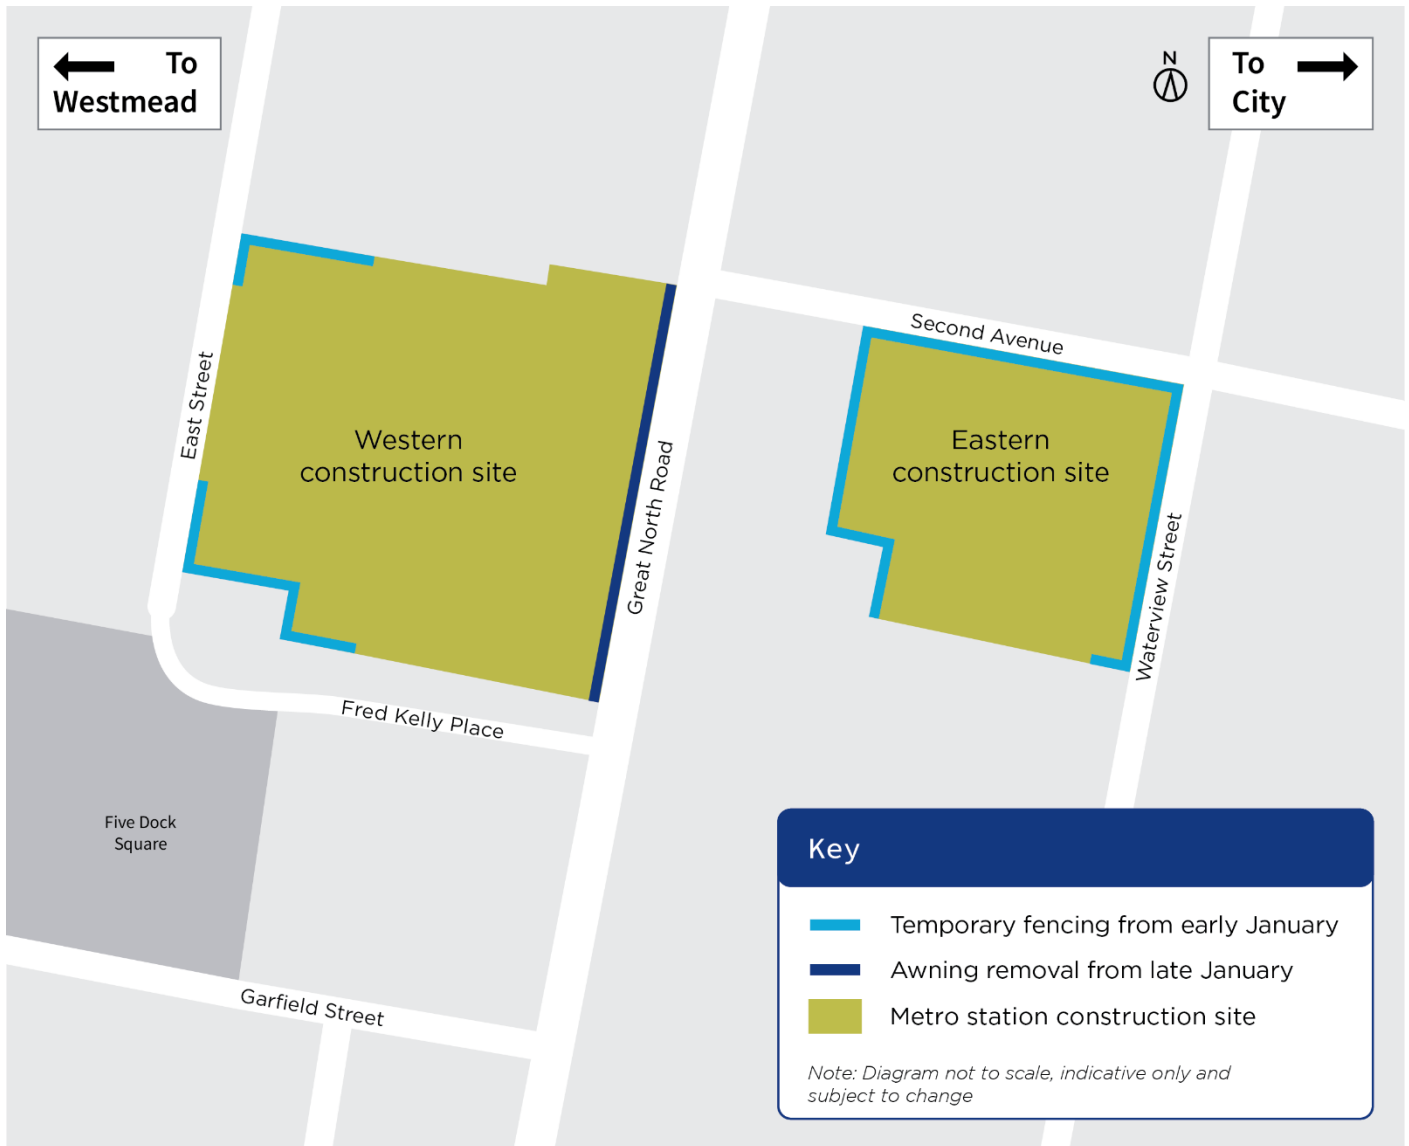 To
Westmead
N
To
City
Second Avenue
East Street
Western
construction site
Eastern
construction site
Great North Road
Waterview Street
Fred Kelly Place
Five Dock
Square
Garfield Street
Key
Temporary fencing from early January
Awning removal from late January
Metro station construction site
Note: Diagram not to scale, indicative only and
subject to change